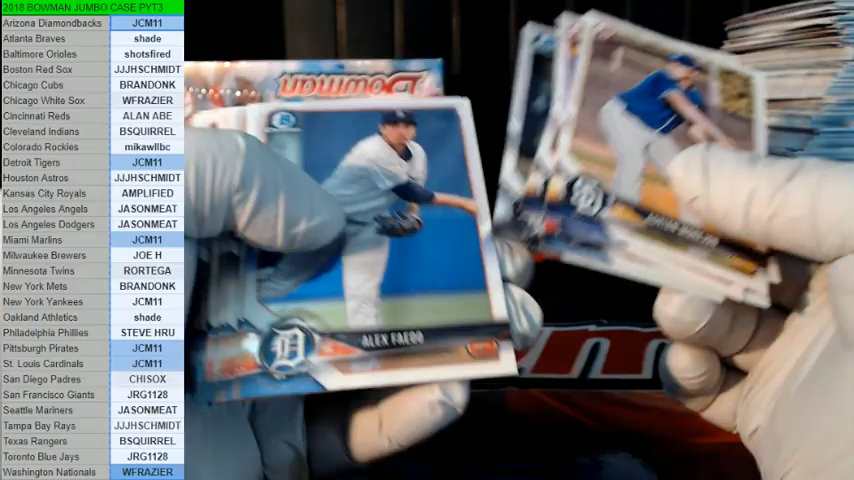 2018 BOWMAN JUMBO CASE PYT3
Arizona Diamondbacks JCM11
Atlanta Braves shade
Baltimore Orioles shotsfired
Boston Red Sox JJJHSCHMIDT
Chicago Cubs BRANDONK
Chicago White Sox WFRAZIER
Cincinnati Reds ALAN ABE
Cleveland Indians BSQUIRREL
Colorado Rockies mikawllbc
Detroit Tigers JCM11
Houston Astros JJJHSCHMIDT
Kansas City Royals AMPLIFIED
Los Angeles Angels JASONMEAT
Los Angeles Dodgers JASONMEAT
Miami Marlins JCM11
Milwaukee Brewers JOE H
Minnesota Twins RORTEGA
New York Mets BRANDONK
New York Yankees JCM11
Oakland Athletics shade
Philadelphia Phillies STEVE HRU
Pittsburgh Pirates JCM11
St. Louis Cardinals JCM11
San Diego Padres CHISOX
San Francisco Giants JRG1128
Seattle Mariners JASONMEAT
Tampa Bay Rays JJJHSCHMIDT
Texas Rangers BSQUIRREL
Toronto Blue Jays JRG1128
Washington Nationals WFRAZIER
Bowman
D
ALEX FAEDO